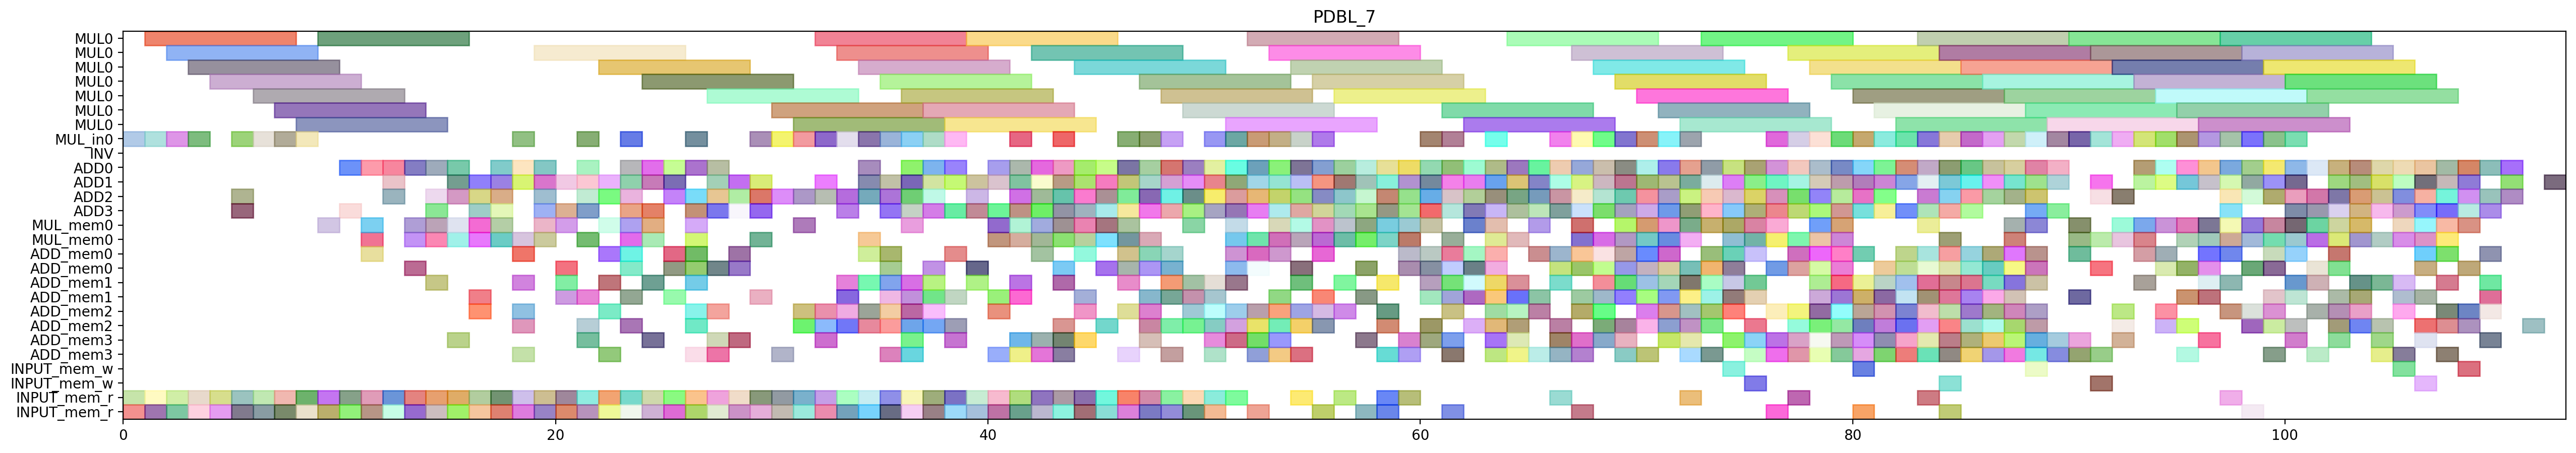 PDBL_7
MUL0
MUL0
MUL0
MUL0
MUL0
MUL0
MUL0
MUL_in0
INV
ADD0
ADD1
ADD2
ADD3
MUL_mem0
MUL_mem0
ADD_mem0
ADD_mem0
ADD_mem1
ADD_mem1
ADD_mem2
ADD_mem2
ADD_mem3
ADD_mem3
INPUT_mem_w
INPUT_mem_w
INPUT_mem_r
INPUT_mem_r
0 20 40 60 80 100